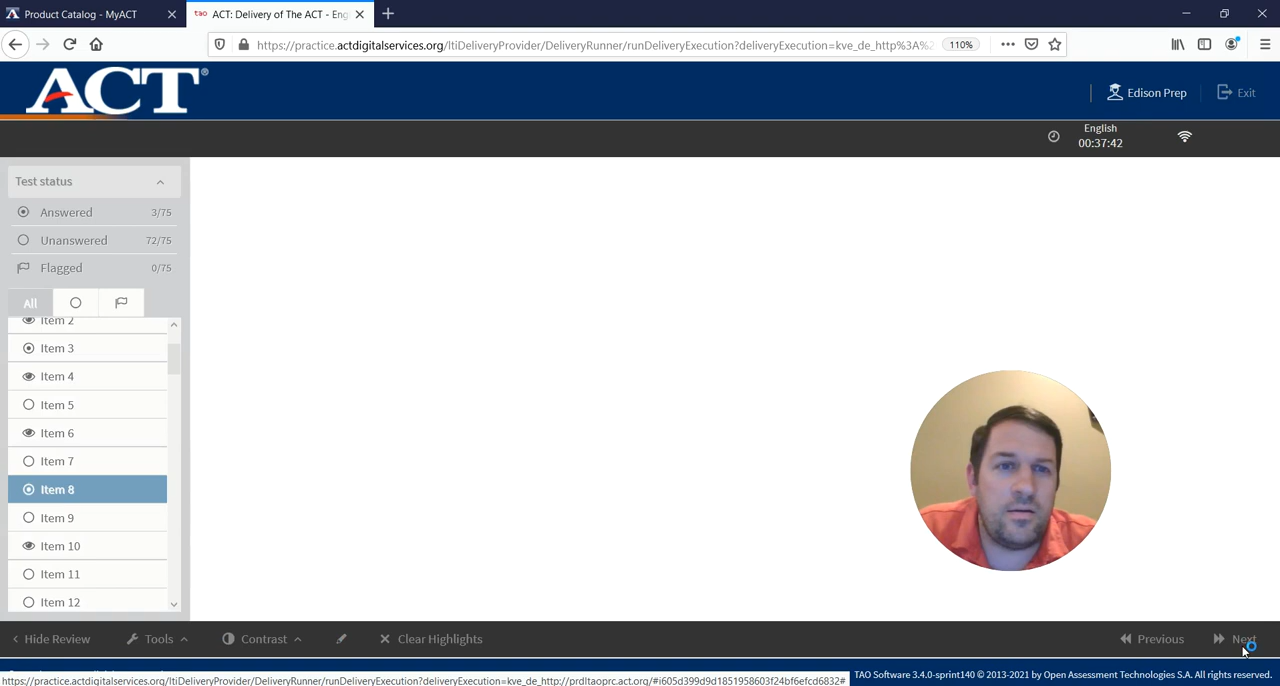 Product Catalog - MyACT
tao ACT: Delivery of The ACT - Eng
https://practice.actdigitalservices.org/ltiDeliveryProvider/DeliveryRunner/runDeliveryExecution?deliveryExecution=kve_de_http%3A%2
110%
ACT®
Edison Prep
Exit
English
00:37:42
Test status
Answered 3/75
Unanswered 72/75
Flagged 0/75
All
Item 2
Item 3
Item 4
Item 5
Item 6
Item 7
Item 8
Item 9
Item 10
Item 11
Item 12
Hide Review Tools Contrast Clear Highlights Previous Next
https://practice.actdigitalservices.org/ltiDeliveryProvider/DeliveryRunner/runDeliveryExecution?deliveryExecution=kve_de_http://prdltaoprc.act.org/#i605d399d9d1851958603f24bf6efcd6832#
TAO Software 3.4.0-sprint140 © 2013-2021 by Open Assessment Technologies S.A. All rights reserved.